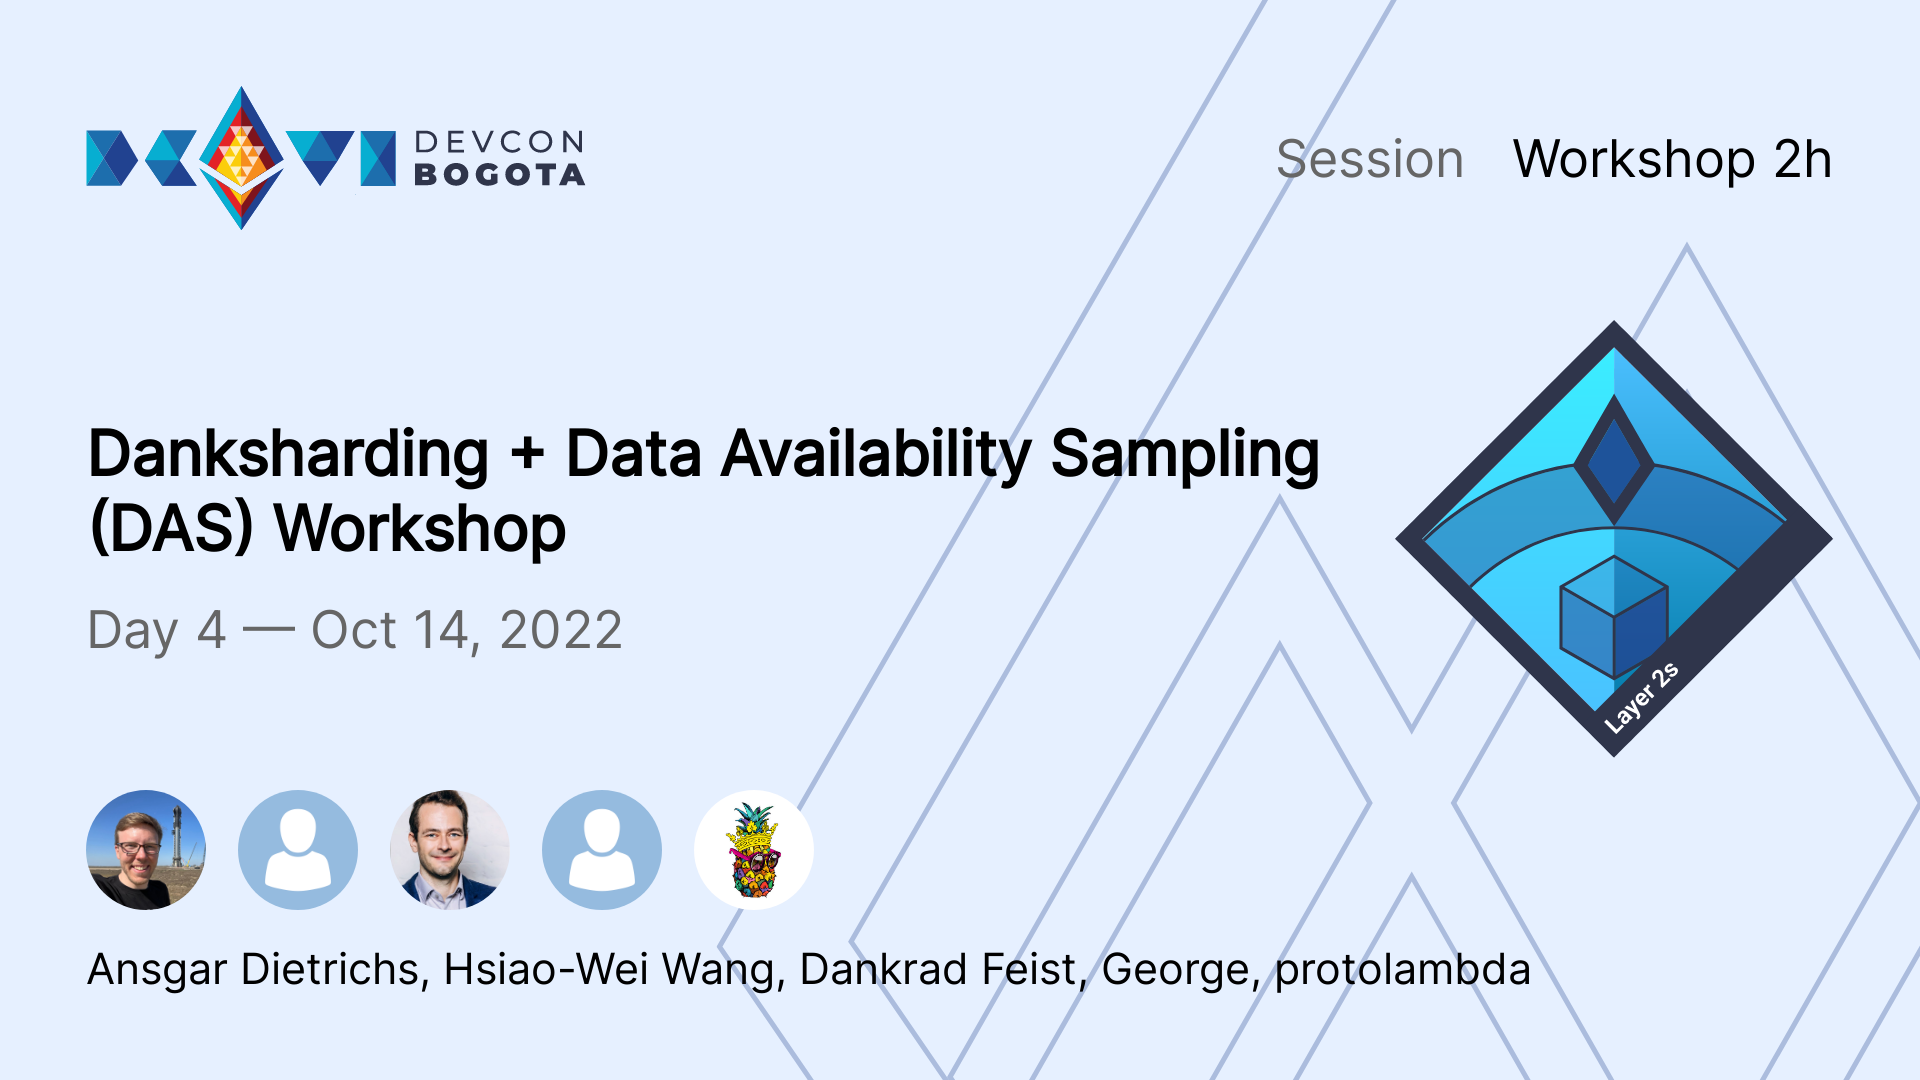 DEVCON
BOGOTA
Session Workshop 2h
Danksharding + Data Availability Sampling
(DAS) Workshop
Day 4 — Oct 14, 2022
Layer 2s
Ansgar Dietrichs, Hsiao-Wei Wang, Dankrad Feist, George, protolambda